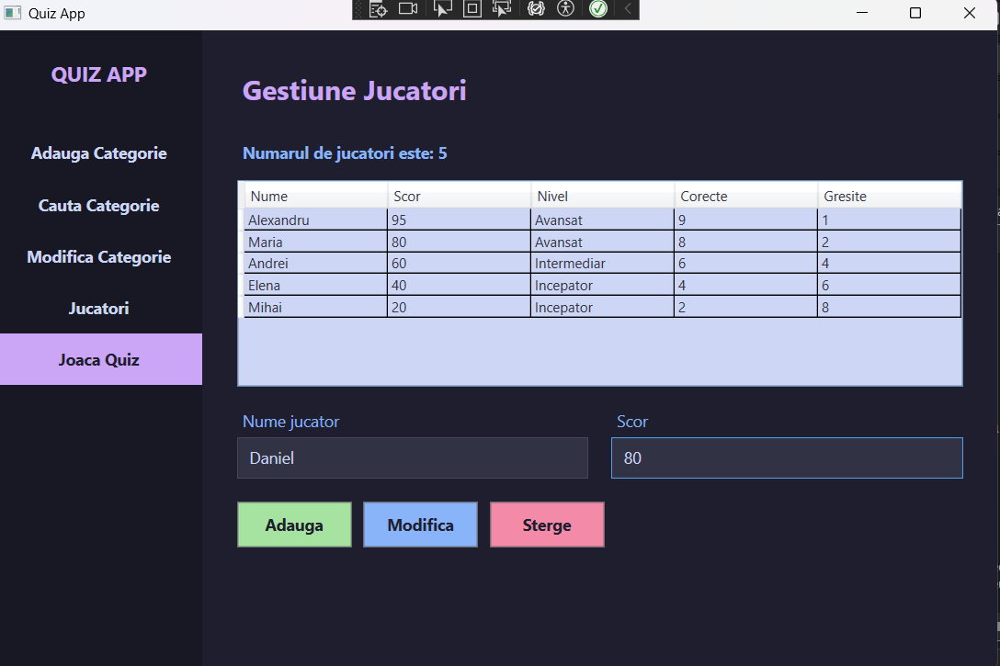 Quiz App
QUIZ APP
Adauga Categorie
Cauta Categorie
Modifica Categorie
Jucatori
Joaca Quiz
Gestiune Jucatori
Numarul de jucatori este: 5
Nume Scor Nivel Corecte Gresite
Alexandru 95 Avansat 9 1
Maria 80 Avansat 8 2
Andrei 60 Intermediar 6 4
Elena 40 Incepator 4 6
Mihai 20 Incepator 2 8
Nume jucator Scor
Daniel 80
Adauga Modifica Sterge